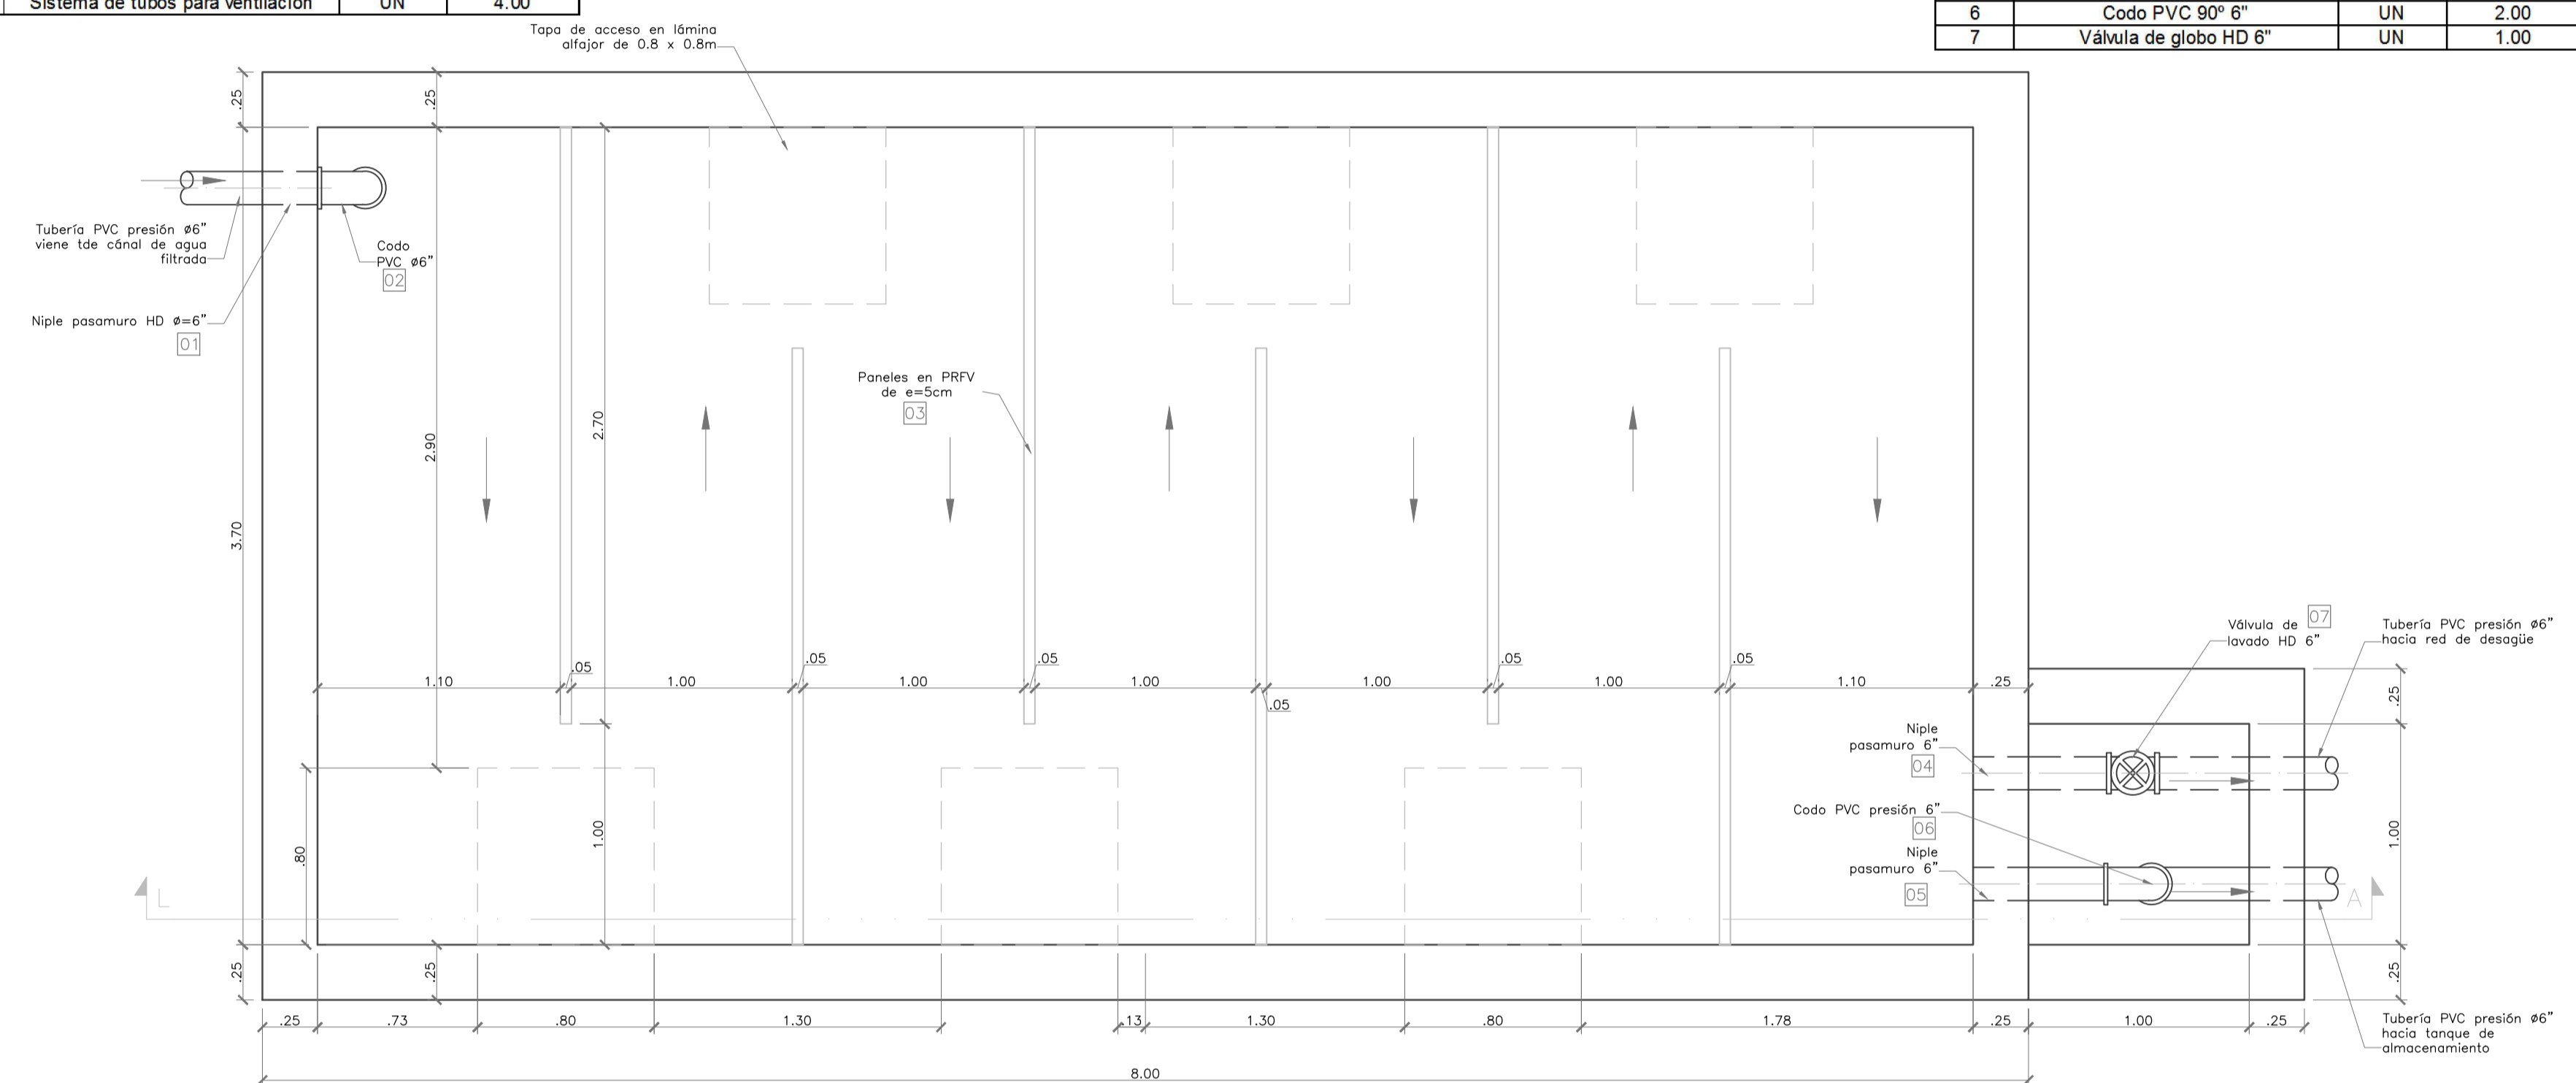 Sistema de tubos para ventilación UN 4.00
6 Codo PVC 90º 6" UN 2.00
7 Válvula de globo HD 6" UN 1.00
Tapa de acceso en lámina
alfajor de 0.8 x 0.8m
.25
.25
Tubería PVC presión ø6"
viene tde cánal de agua
filtrada
Codo
PVC ø6"
02
Niple pasamuro HD ø=6"
01
Paneles en PRFV
de e=5cm
03
2.70
2.90
3.70
Válvula de
lavado HD 6"
07
Tubería PVC presión ø6"
hacia red de desagüe
1.10 .05 1.00 .05 1.00 .05 1.00 .05 1.00 .05 1.00 .05 1.10 .25
.25
Niple
pasamuro 6"
04
Codo PVC presión 6"
06
Niple
pasamuro 6"
05
.80
1.00
1.00
L
A
.25
.25
.25
.25 .73 .80 1.30 .13 1.30 .80 1.78 .25 1.00 .25
Tubería PVC presión ø6"
hacia tanque de
almacenamiento
8.00